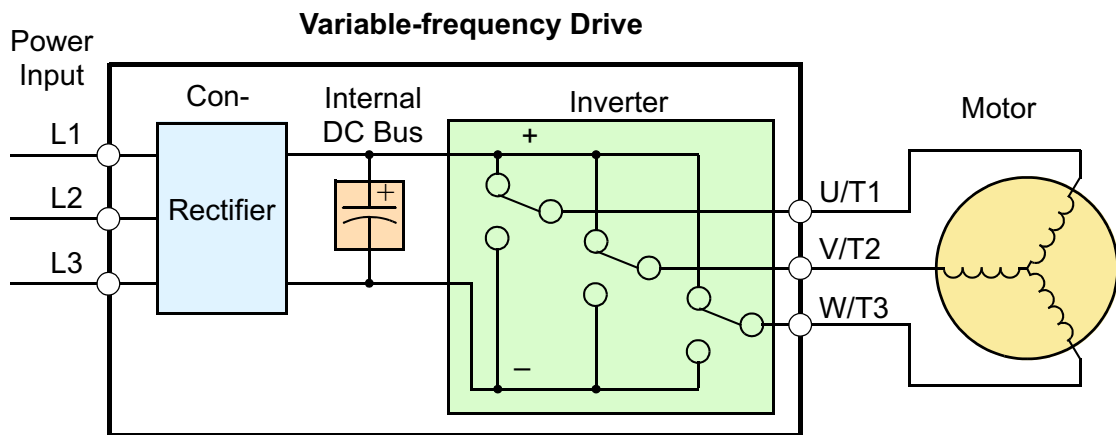 Variable-frequency Drive
Power
Input
Con-
Internal
DC Bus
Inverter
Motor
L1
L2
L3
Rectifier
+
+
–
U/T1
V/T2
W/T3